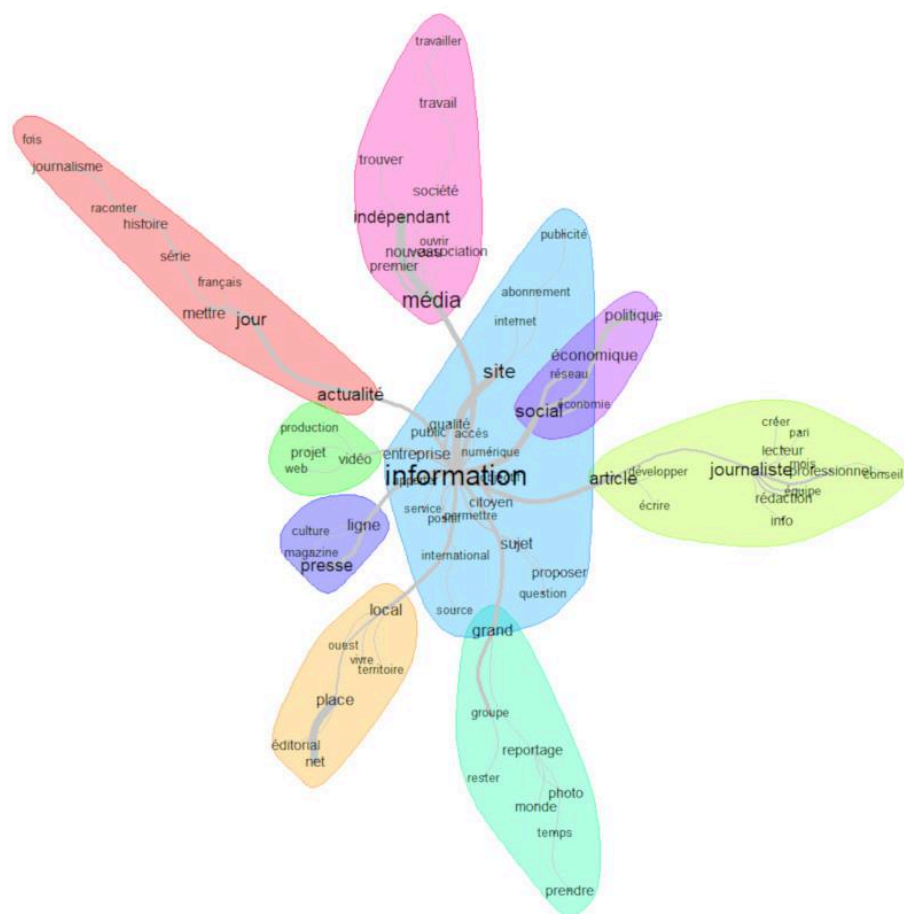 travailler
travail
trouver
société
indépendant
ouvrir
nouveau
association
premier
média
fois
journalisme
raconter
histoire
série
français
mettre
jour
actualité
publicité
abonnement
internet
site
politique
économique
réseau
social
économie
qualité
public
accès
entreprise
numérique
information
citoyen
service
permettre
sujet
international
proposer
question
source
production
projet
vidéo
web
culture
ligne
magazine
presse
article
développer
écrire
créer
pari
lecteur
mois
journaliste
professionnel
conseil
équipe
rédaction
info
local
ouest
vivre
territoire
place
éditorial
net
grand
groupe
reportage
rester
photo
monde
temps
prendre